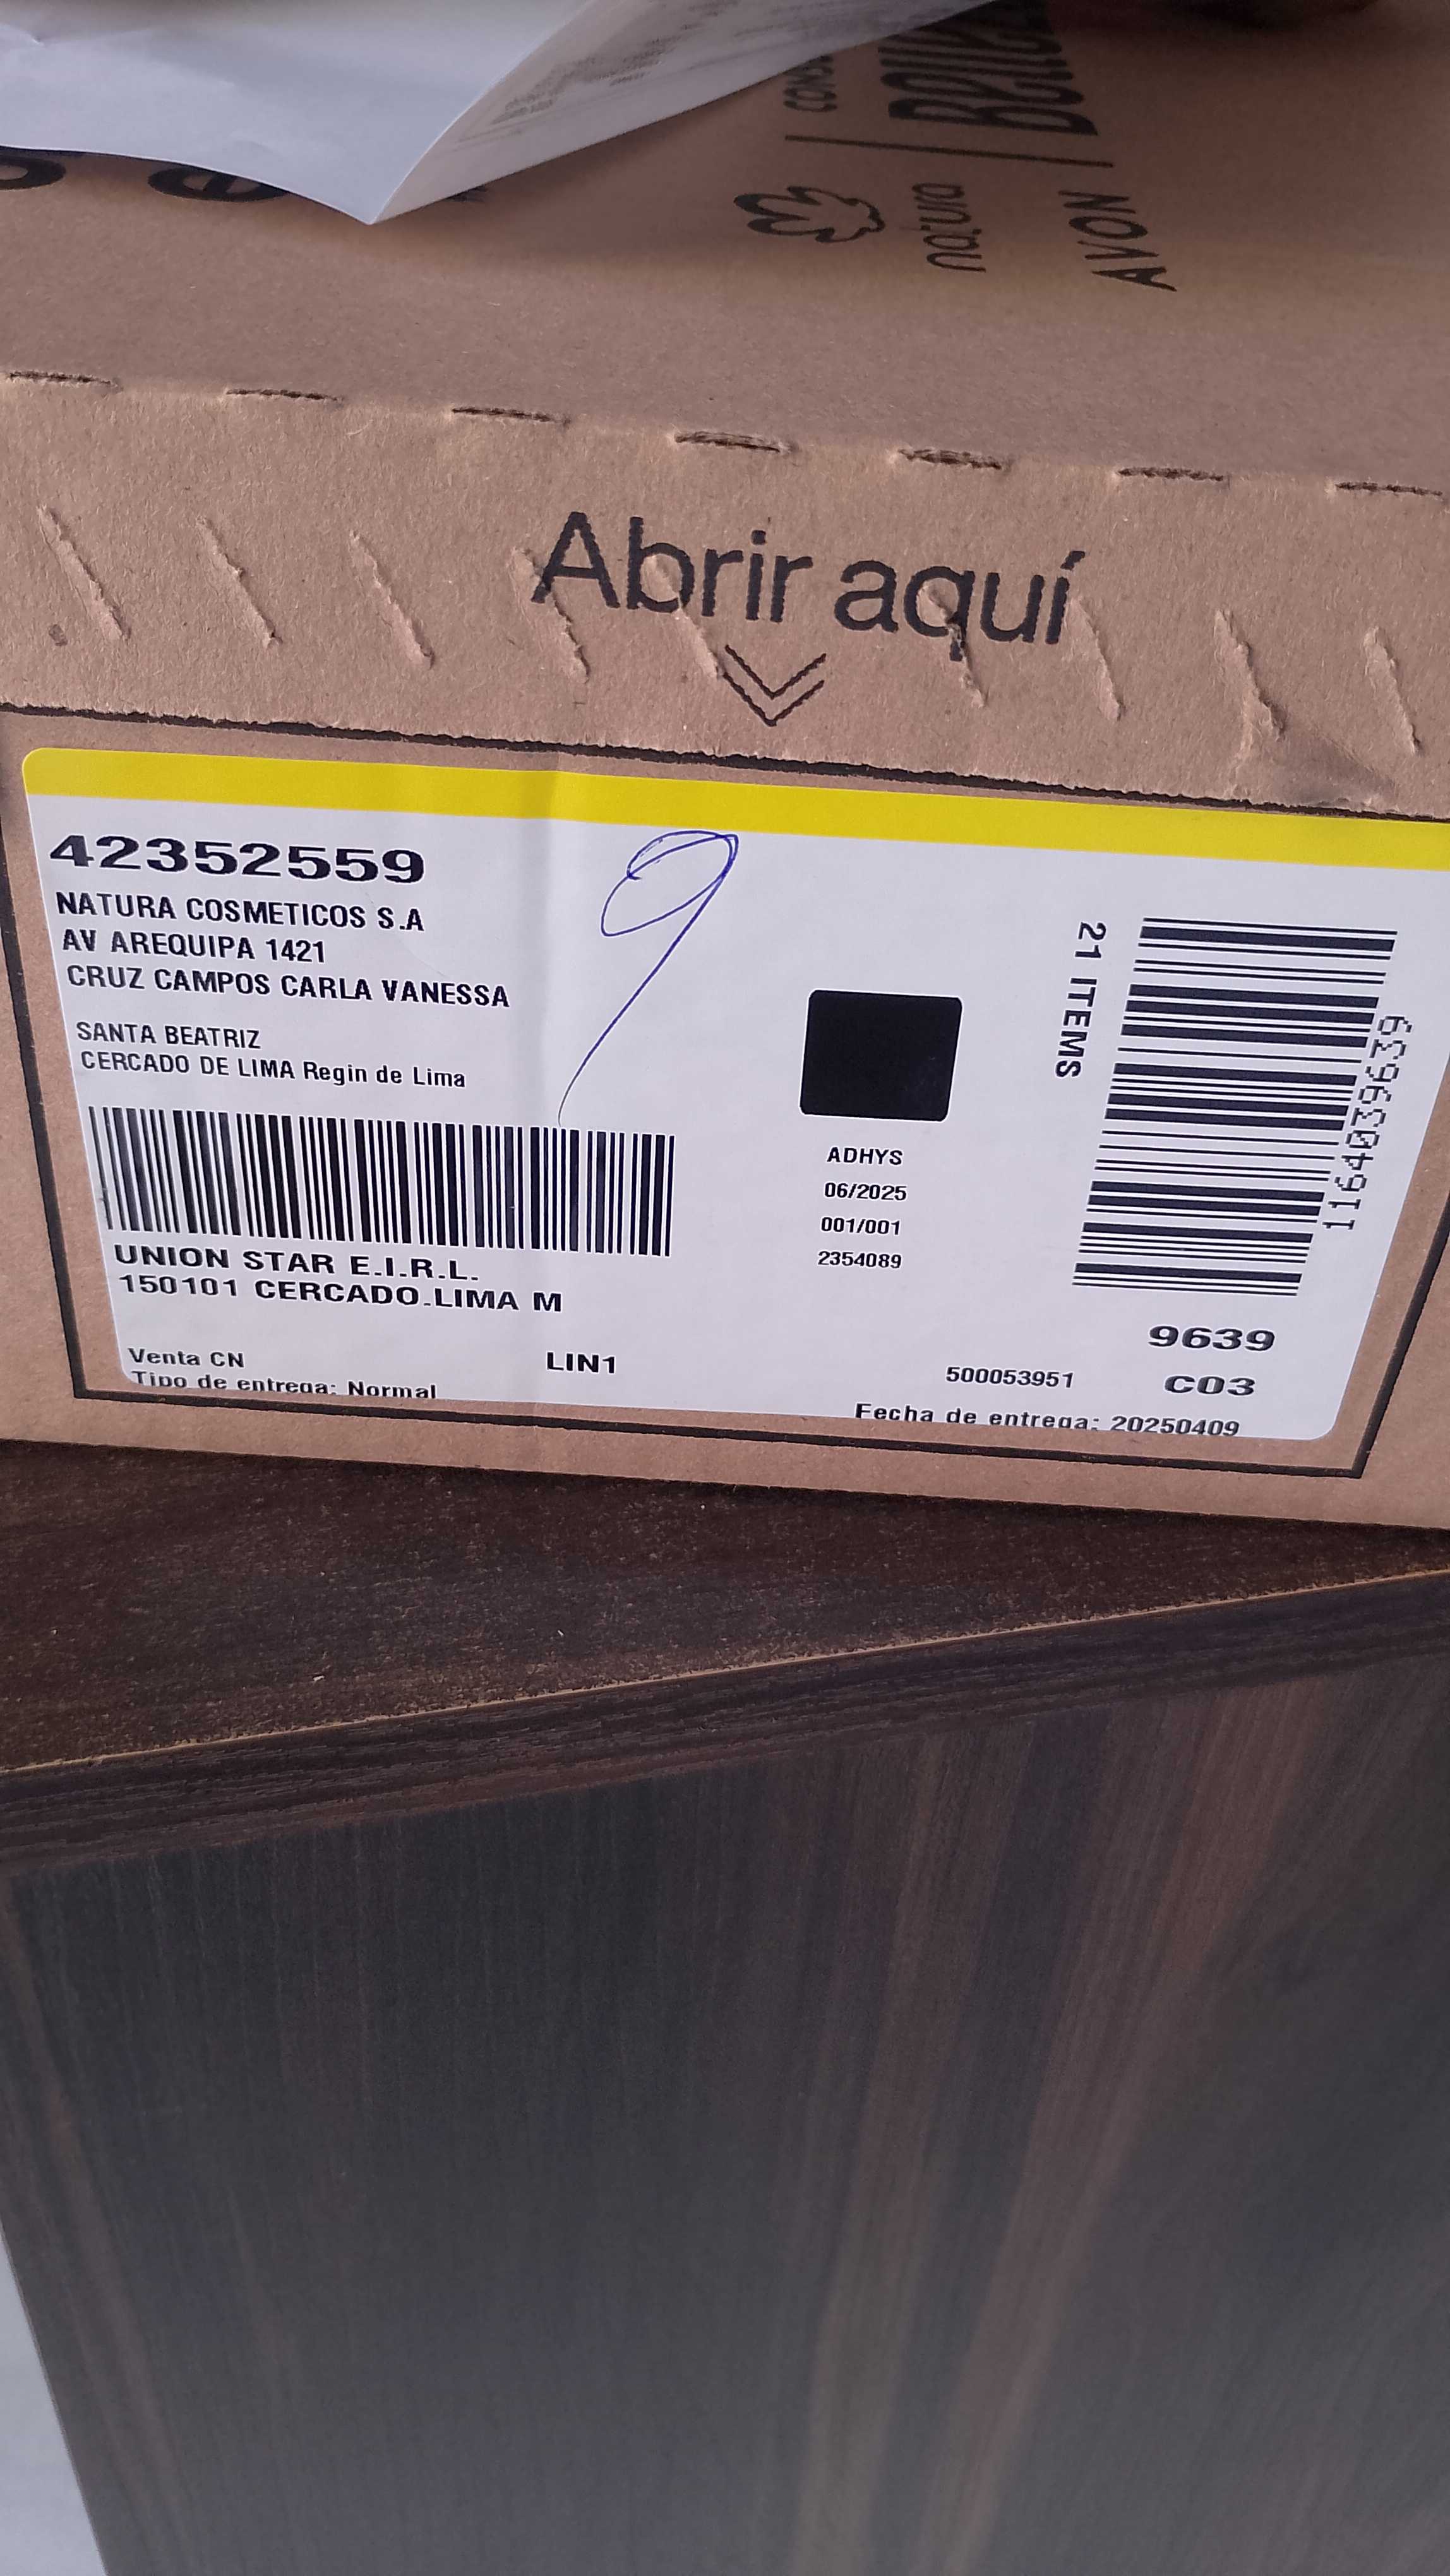 natura
AVON
Abrir aquí
42352559
NATURA COSMETICOS S.A
AV AREQUIPA 1421
CRUZ CAMPOS CARLA VANESSA
SANTA BEATRIZ
CERCADO DE LIMA Regin de Lima
9
UNION STAR E.I.R.L.
150101 CERCADO.LIMA M
Venta CN
Tipo de entrega: Normal
LIN1
ADHYS
06/2025
001/001
2354089
21 ITEMS
1164039639
9639
500053951
C03
Fecha de entrega: 20250409